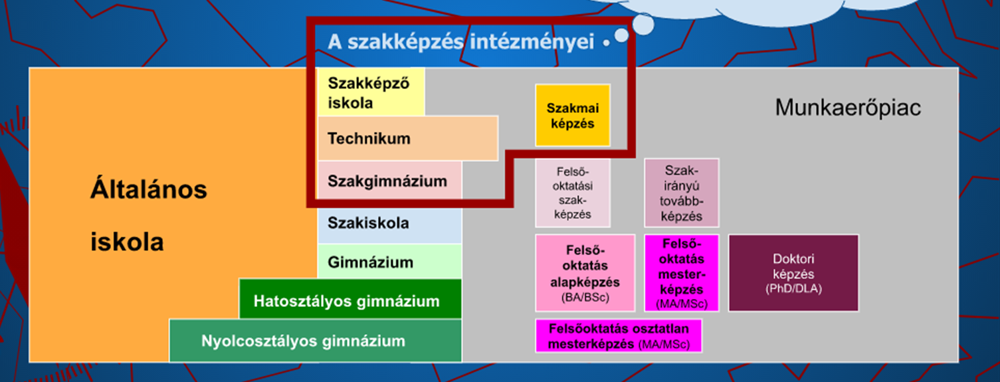 A szakképzés intézményei
Szakképző
iskola
Technikum
Szakgimnázium
Szakiskola
Gimnázium
Hatosztályos gimnázium
Nyolcosztályos gimnázium
Általános
iskola
Szakmai
képzés
Munkaerőpiac
Felső-
oktatási
szak-
képzés
Szak-
irányú
tovább-
képzés
Felső-
oktatás
alapképzés
(BA/BSc)
Felső-
oktatás
mester-
képzés
(MA/MSc)
Doktori
képzés
(PhD/DLA)
Felsőoktatás osztatlan
mesterképzés (MA/MSc)